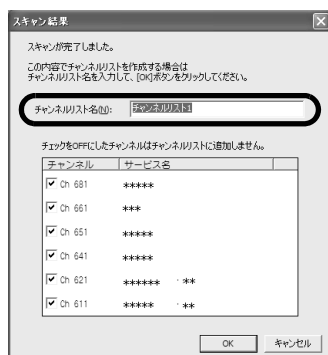 スキャン結果
スキャンが完了しました。
この内容でチャンネルリストを作成する場合は
チャンネルリスト名を入力して、[OK]ボタンをクリックしてください。
チャンネルリスト名(N): チャンネルリスト1
チェックをOFFにしたチャンネルはチャンネルリストに追加しません。
チャンネル サービス名
Ch 681 *****
Ch 661 ***
Ch 651 *****
Ch 641 *****
Ch 621 ****** ・**
Ch 611 ***** ・**
OK キャンセル